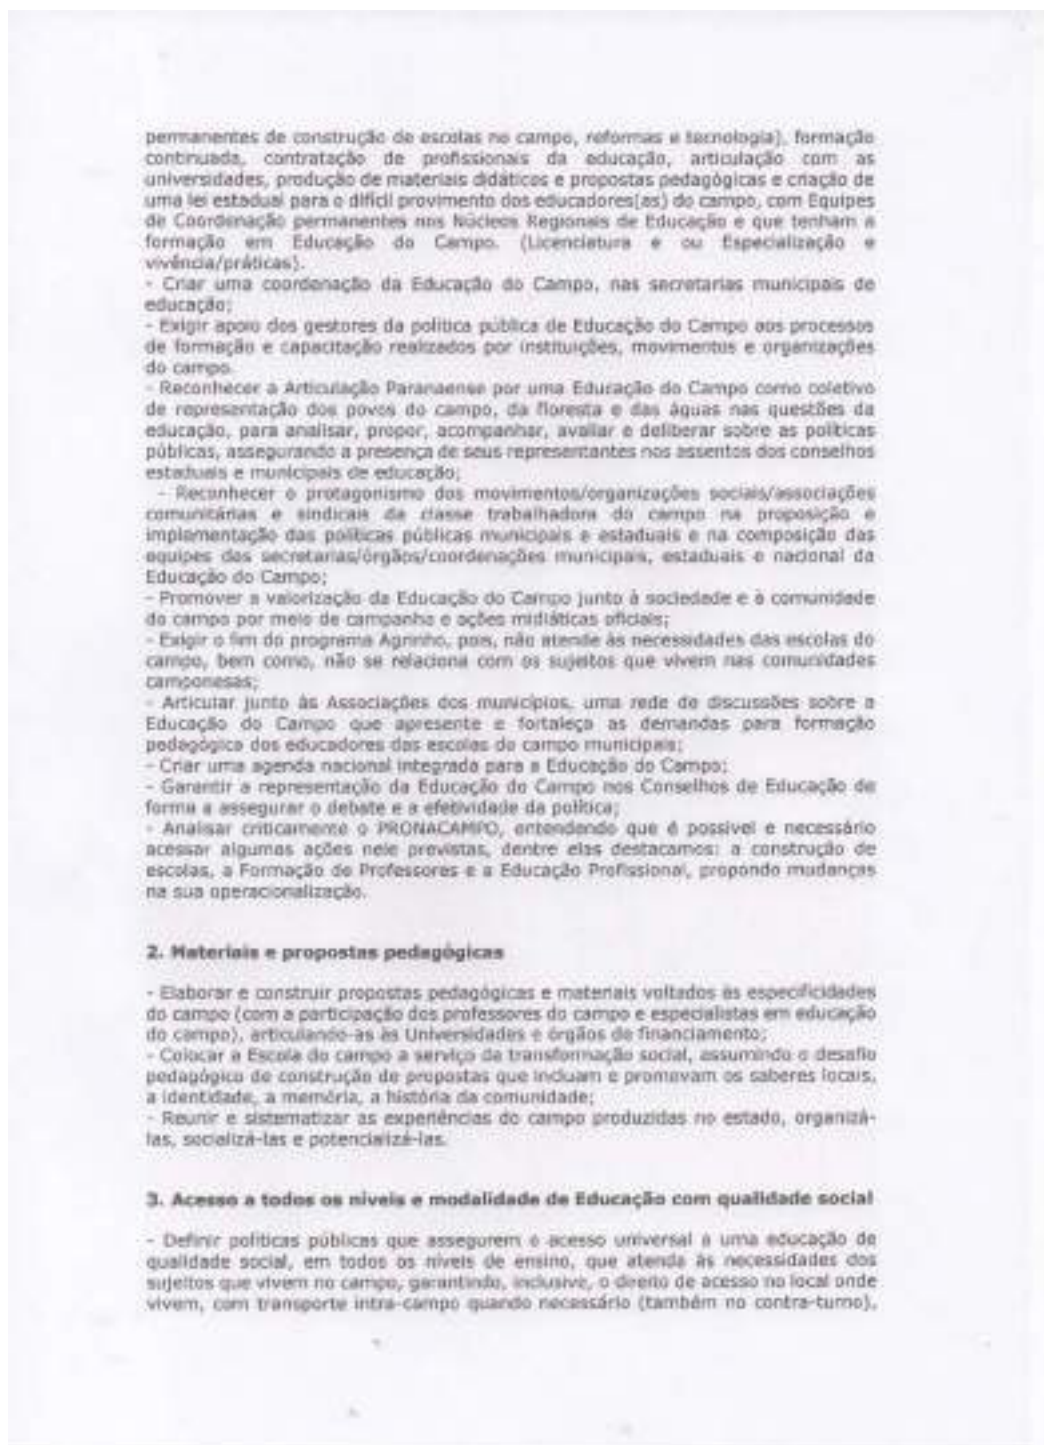 permanentes de construção de escolas no campo, reformas e tecnologia), formação
continuada, contratação de profissionais da educação, articulação com as
universidades, produção de materiais didáticos e propostas pedagógicas e criação de
uma lei estadual para o difícil provimento dos educadores(as) do campo, com Equipes
de Coordenação permanentes nos Núcleos Regionais de Educação e que tenham a
formação em Educação do Campo. (Licenciatura e ou Especialização e
vivência/práticas).
- Criar uma coordenação da Educação do Campo, nas secretarias municipais de
educação;
- Exigir apoio dos gestores da política pública de Educação do Campo aos processos
de formação e capacitação realizados por instituições, movimentos e organizações
do campo.
- Reconhecer a Articulação Paranaense por uma Educação do Campo como coletivo
de representação dos povos do campo, da floresta e das águas nas questões da
educação, para analisar, propor, acompanhar, avaliar e deliberar sobre as políticas
públicas, assegurando a presença de seus representantes nos assentos dos conselhos
estaduais e municipais de educação;
- Reconhecer o protagonismo dos movimentos/organizações sociais/associações
comunitárias e sindicais da classe trabalhadora do campo na proposição e
implementação das políticas públicas municipais e estaduais e na composição das
equipes das secretarias/órgãos/coordenações municipais, estaduais e nacional da
Educação do Campo;
- Promover a valorização da Educação do Campo junto à sociedade e à comunidade
do campo por meio de campanha e ações midiáticas oficiais;
- Exigir o fim do programa Agrinho, pois, não atende às necessidades das escolas do
campo, bem como, não se relaciona com os sujeitos que vivem nas comunidades
camponesas;
- Articular junto às Associações dos municípios, uma rede de discussões sobre a
Educação do Campo que apresente e fortaleça as demandas para formação
pedagógica dos educadores das escolas do campo municipais;
- Criar uma agenda nacional integrada para a Educação do Campo;
- Garantir a representação da Educação do Campo nos Conselhos de Educação de
forma a assegurar o debate e a efetividade da política;
- Analisar criticamente o PRONACAMPO, entendendo que é possível e necessário
acessar algumas ações nele previstas, dentre elas destacamos: a construção de
escolas, a Formação de Professores e a Educação Profissional, propondo mudanças
na sua operacionalização.
2. Materiais e propostas pedagógicas
- Elaborar e construir propostas pedagógicas e materiais voltados às especificidades
do campo (com a participação dos professores do campo e especialistas em educação
do campo), articulando-as às Universidades e órgãos de financiamento;
- Colocar a Escola do campo a serviço da transformação social, assumindo o desafio
pedagógico de construção de propostas que incluam e promovam os saberes locais,
a identidade, a memória, a história da comunidade;
- Reunir e sistematizar as experiências do campo produzidas no estado, organizá-
las, socializá-las e potencializá-las.
3. Acesso a todos os níveis e modalidade de Educação com qualidade social
- Definir políticas públicas que assegurem o acesso universal a uma educação de
qualidade social, em todos os níveis de ensino, que atenda às necessidades dos
sujeitos que vivem no campo, garantindo, inclusive, o direito de acesso no local onde
vivem, com transporte intra-campo quando necessário (também no contra-turno),